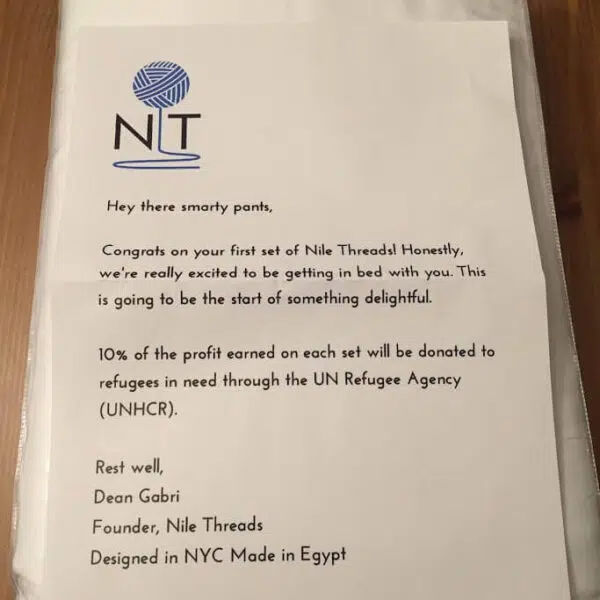 NT
Hey there smarty pants,
Congrats on your first set of Nile Threads! Honestly,
we're really excited to be getting in bed with you. This
is going to be the start of something delightful.
10% of the profit earned on each set will be donated to
refugees in need through the UN Refugee Agency
(UNHCR).
Rest well,
Dean Gabri
Founder, Nile Threads
Designed in NYC Made in Egypt